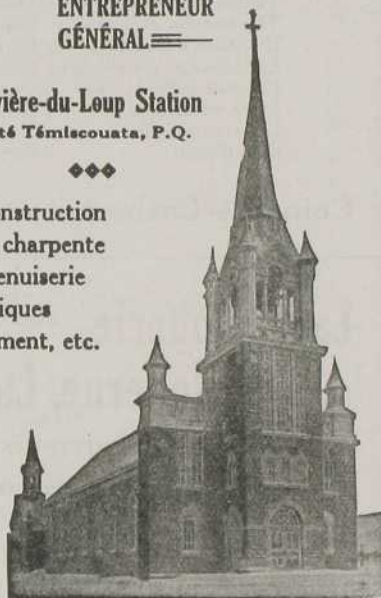 ENTREPRENEUR
GÉNÉRAL
vière-du-Loup Station
té Témiscouata, P.Q.
nstruction
charpente
enuiserie
iques
ment, etc.